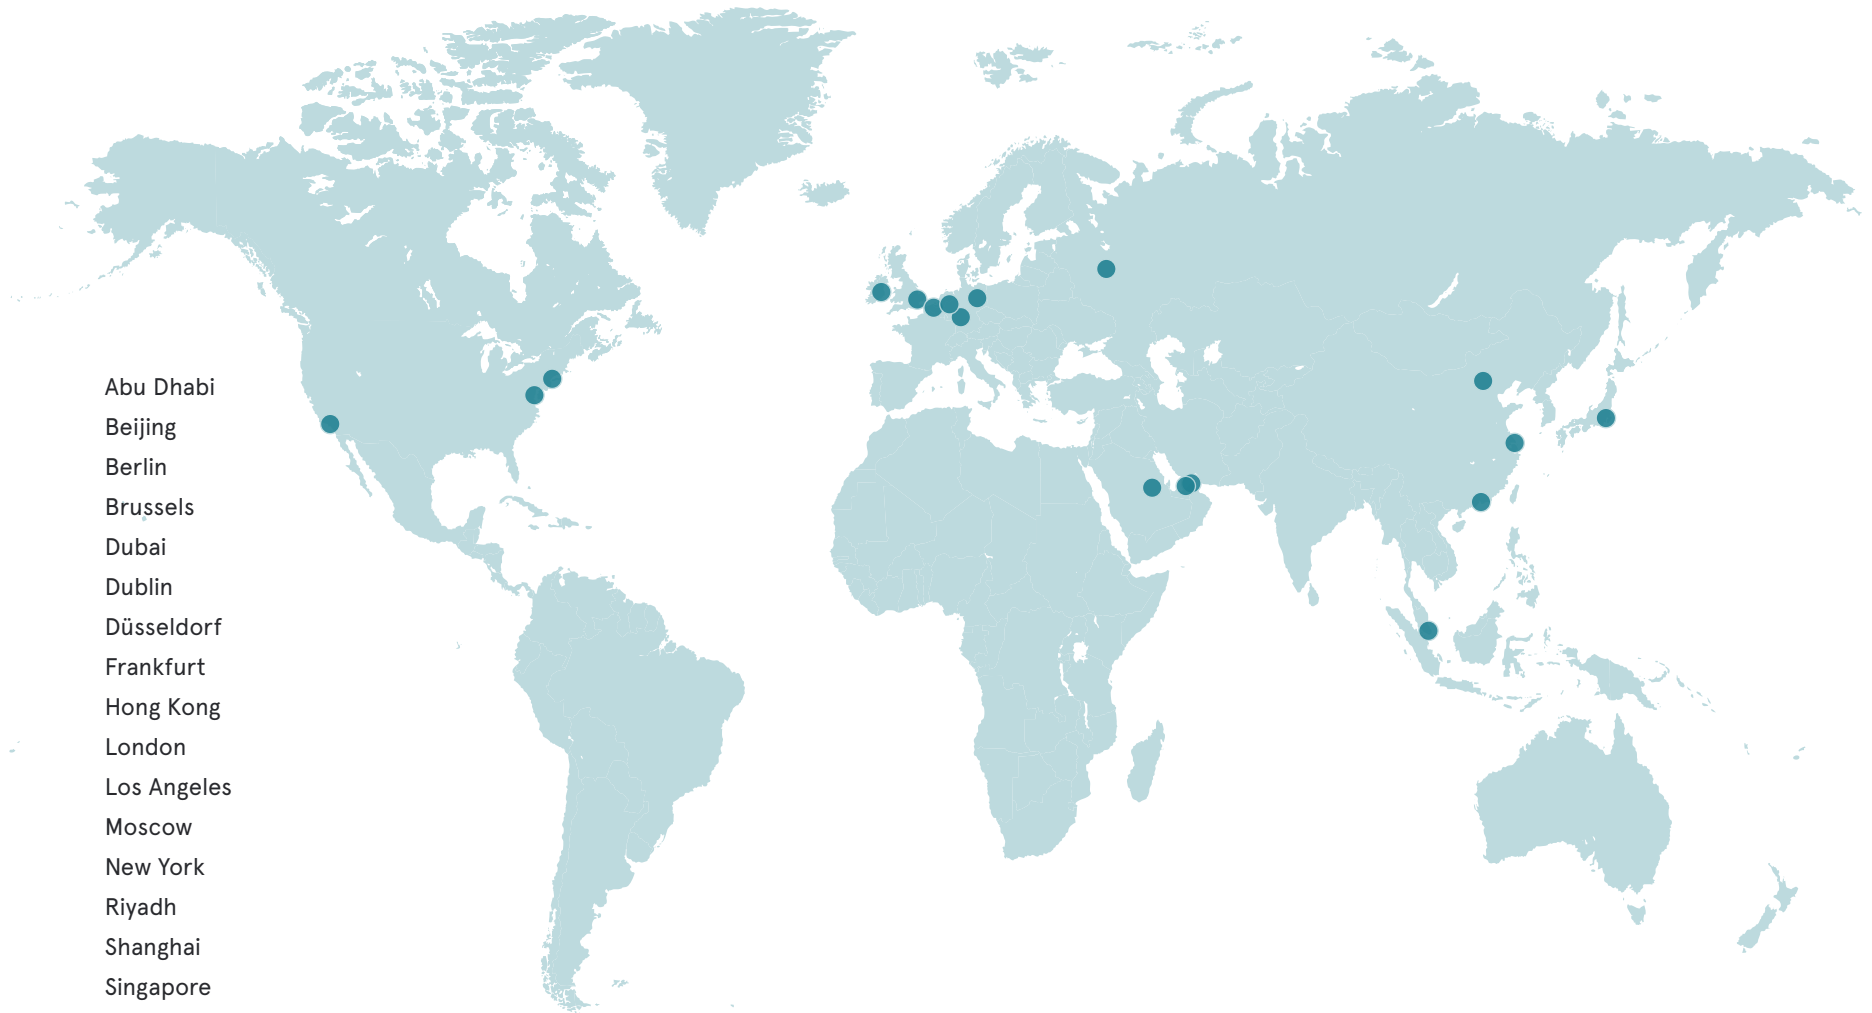 Abu Dhabi
Beijing
Berlin
Brussels
Dubai
Dublin
Düsseldorf
Frankfurt
Hong Kong
London
Los Angeles
Moscow
New York
Riyadh
Shanghai
Singapore